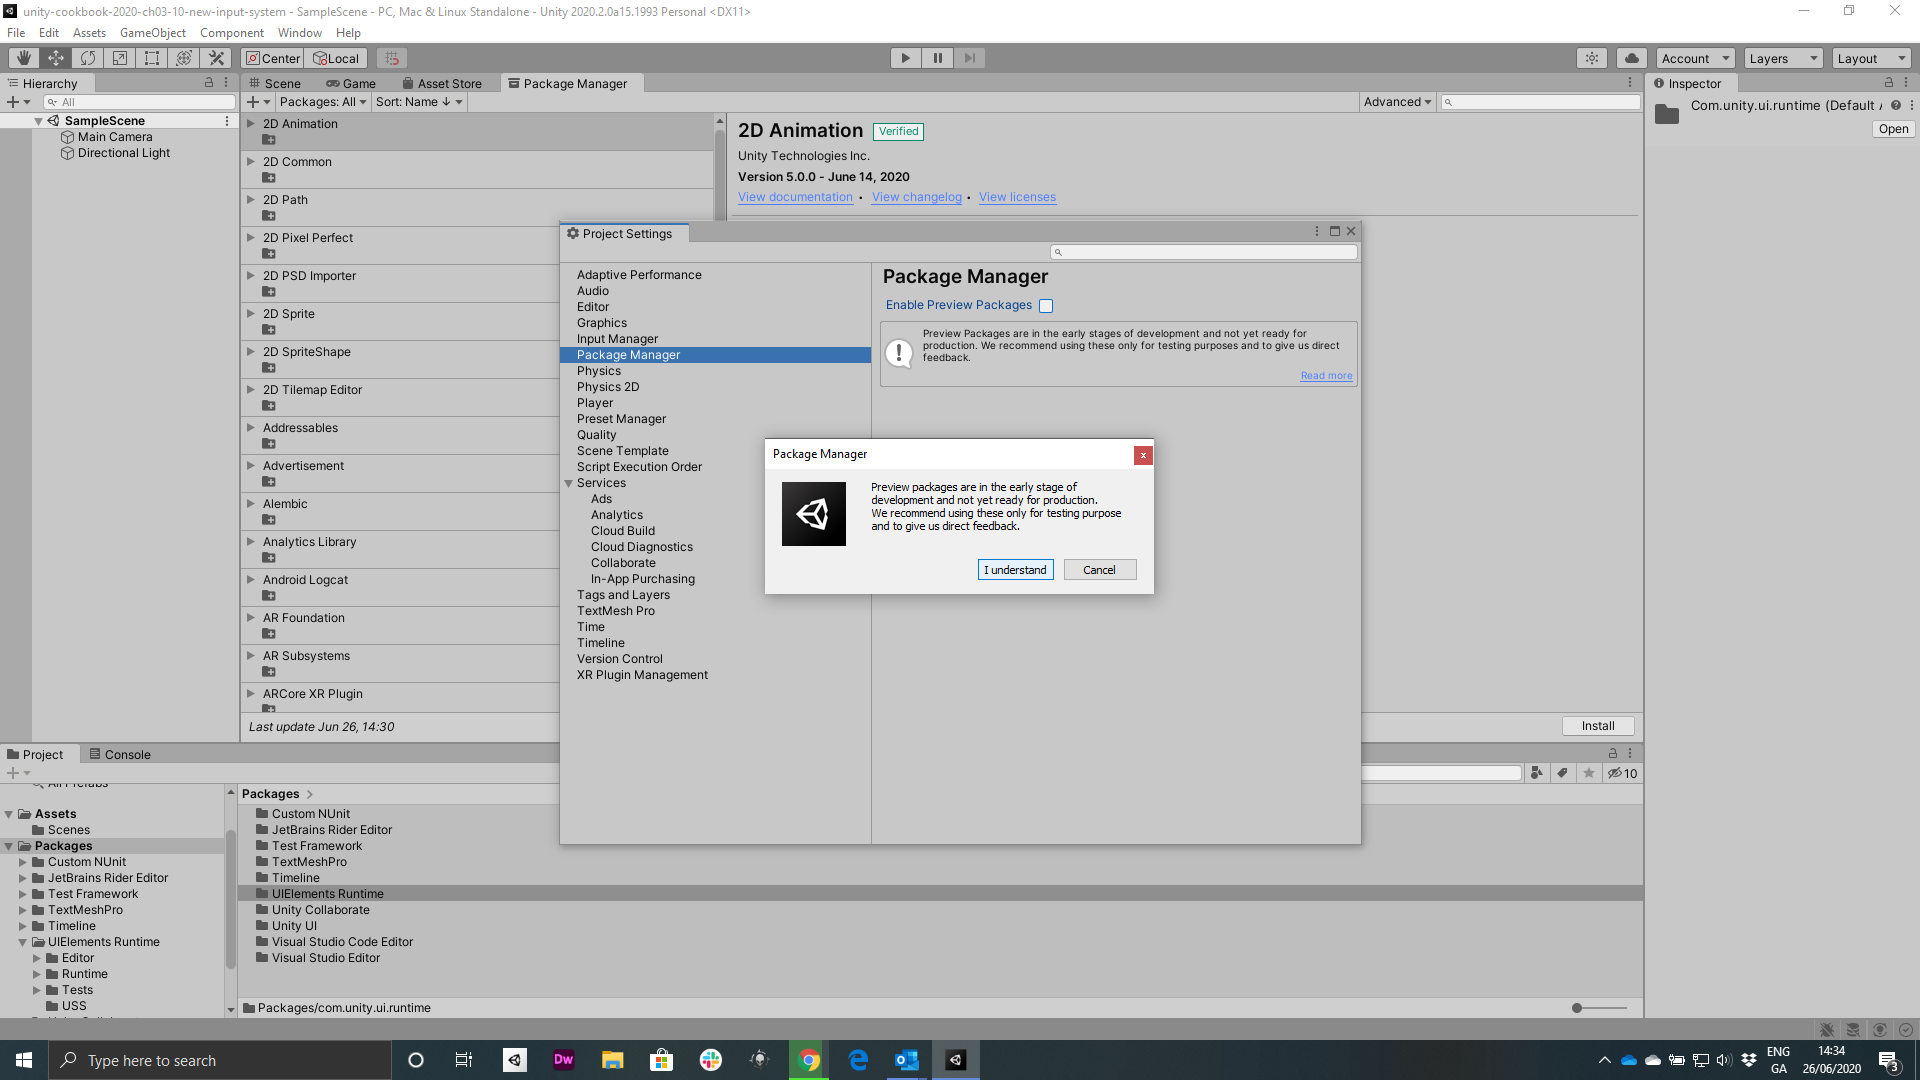 unity-cookbook-2020-ch03-10-new-input-system - SampleScene - PC, Mac & Linux Standalone - Unity 2020.2.0a15.1993 Personal <DX11>
File Edit Assets GameObject Component Window Help
Center Local Account Layers Layout
Hierarchy
All
SampleScene
Main Camera
Directional Light
Scene Game Asset Store Package Manager
Packages: All Sort: Name ↓ Advanced
2D Animation
2D Common
2D Path
2D Pixel Perfect
2D PSD Importer
2D Sprite
2D SpriteShape
2D Tilemap Editor
Addressables
Advertisement
Alembic
Analytics Library
Android Logcat
AR Foundation
AR Subsystems
ARCore XR Plugin
Last update Jun 26, 14:30
2D Animation Verified
Unity Technologies Inc.
Version 5.0.0 - June 14, 2020
View documentation • View changelog • View licenses
Install
Inspector
Com.unity.ui.runtime (Default
Open
Project Settings
Adaptive Performance
Audio
Editor
Graphics
Input Manager
Package Manager
Physics
Physics 2D
Player
Preset Manager
Quality
Scene Template
Script Execution Order
Services
Ads
Analytics
Cloud Build
Cloud Diagnostics
Collaborate
In-App Purchasing
Tags and Layers
TextMesh Pro
Time
Timeline
Version Control
XR Plugin Management
Package Manager
Enable Preview Packages
Preview Packages are in the early stages of development and not yet ready for
production. We recommend using these only for testing purposes and to give us direct
feedback.
Read more
Package Manager
Preview packages are in the early stage of
development and not yet ready for production.
We recommend using these only for testing purpose
and to give us direct feedback.
I understand Cancel
Project Console
10
All Prefabs
Assets
Scenes
Packages
Custom NUnit
JetBrains Rider Editor
Test Framework
TextMeshPro
Timeline
UIElements Runtime
Editor
Runtime
Tests
USS
Packages
Custom NUnit
JetBrains Rider Editor
Test Framework
TextMeshPro
Timeline
UIElements Runtime
Unity Collaborate
Unity UI
Visual Studio Code Editor
Visual Studio Editor
Packages/com.unity.ui.runtime
Type here to search
Dw
ENG
GA
14:34
26/06/2020
3